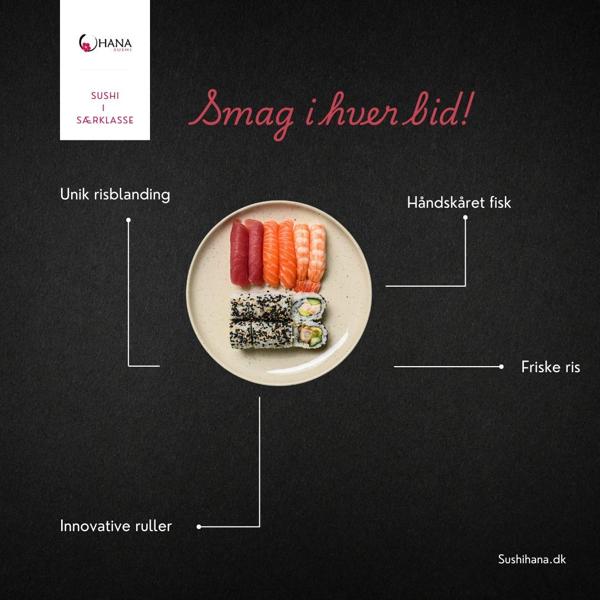 HANA
SUSHI
SUSHI
I
SÆRKLASSE
Smag i hver bid!
Unik risblanding
Håndskåret fisk
Friske ris
Innovative ruller
Sushihana.dk